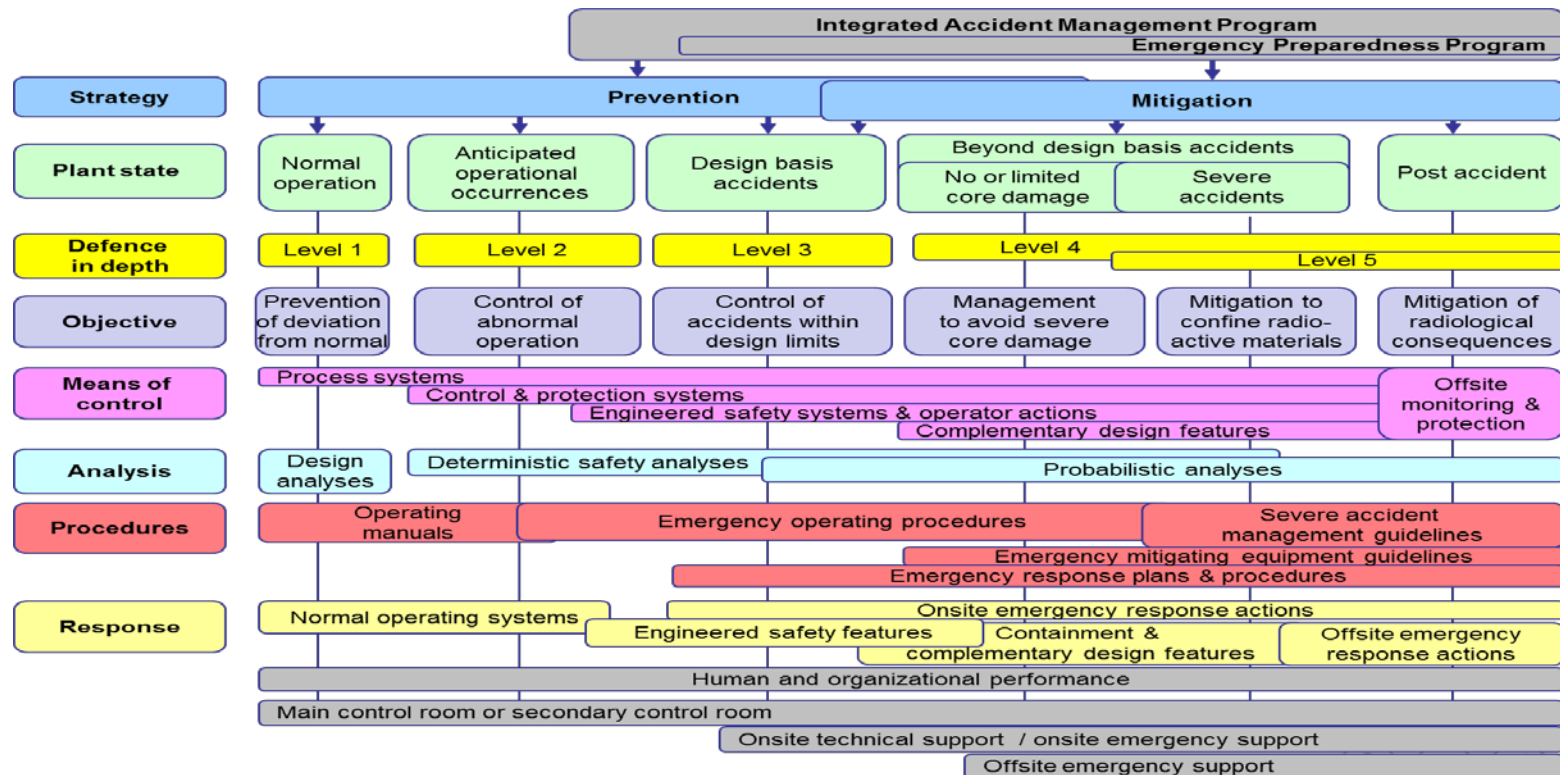 Integrated Accident Management Program
Emergency Preparedness Program
Strategy
Prevention
Mitigation
Plant state
Normal
operation
Anticipated
operational
occurrences
Design basis
accidents
Beyond design basis accidents
No or limited
core damage
Severe
accidents
Post accident
Defence
in depth
Level 1
Level 2
Level 3
Level 4
Level 5
Objective
Prevention
of deviation
from normal
Control of
abnormal
operation
Control of
accidents within
design limits
Management
to avoid severe
core damage
Mitigation to
confine radio-
active materials
Mitigation of
radiological
consequences
Means of
control
Process systems
Control & protection systems
Engineered safety systems & operator actions
Complementary design features
Offsite
monitoring &
protection
Analysis
Design
analyses
Deterministic safety analyses
Probabilistic analyses
Procedures
Operating
manuals
Emergency operating procedures
Severe accident
management guidelines
Emergency mitigating equipment guidelines
Emergency response plans & procedures
Response
Normal operating systems
Onsite emergency response actions
Engineered safety features
Containment &
complementary design features
Offsite emergency
response actions
Human and organizational performance
Main control room or secondary control room
Onsite technical support / onsite emergency support
Offsite emergency support